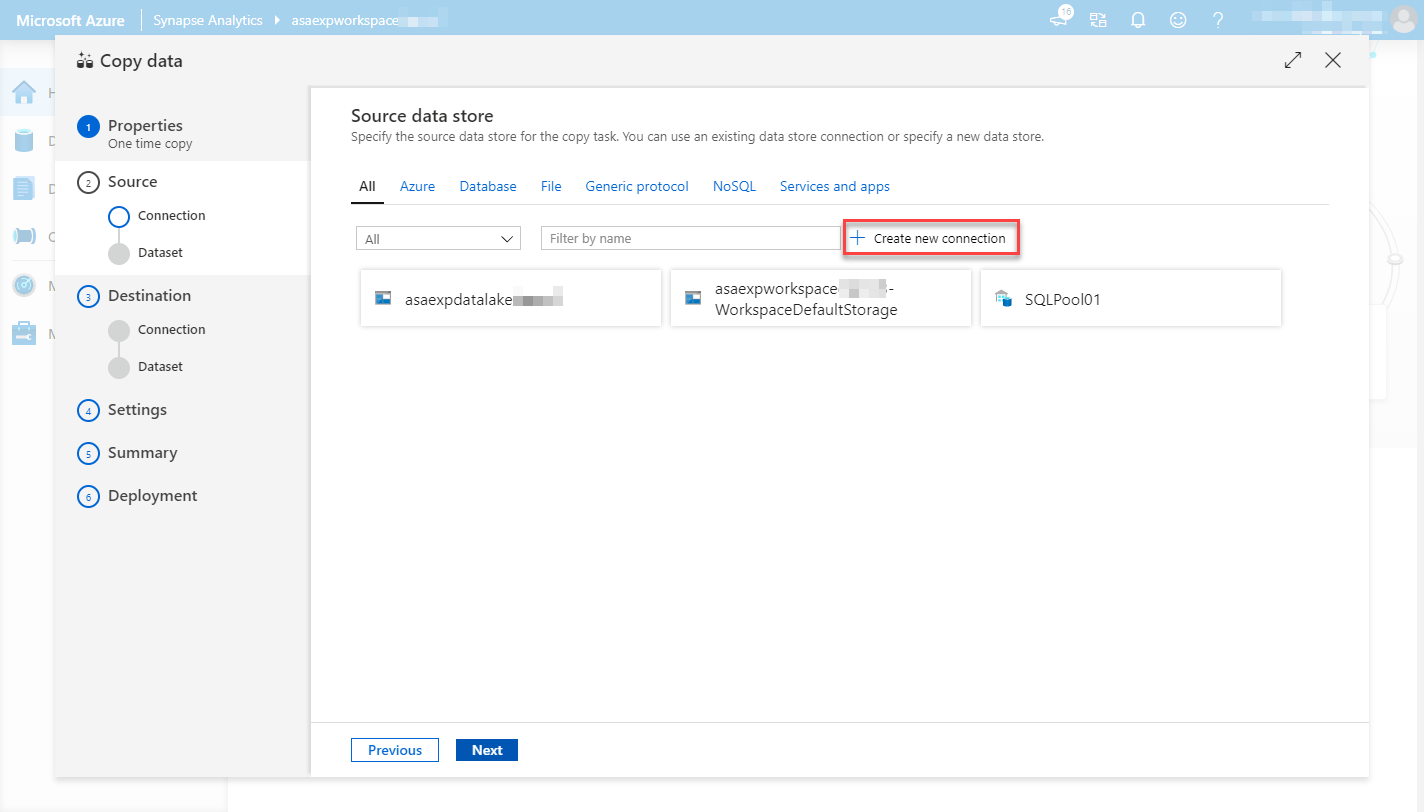 Microsoft Azure
Synapse Analytics
asaexpworkspace
16
Copy data
1
Properties
One time copy
2
Source
Connection
Dataset
3
Destination
Connection
Dataset
4
Settings
5
Summary
6
Deployment
Source data store
Specify the source data store for the copy task. You can use an existing data store connection or specify a new data store.
All Azure Database File Generic protocol NoSQL Services and apps
All
Filter by name
Create new connection
asaexpdatalake
asaexpworkspace -
WorkspaceDefaultStorage
SQLPool01
Previous
Next